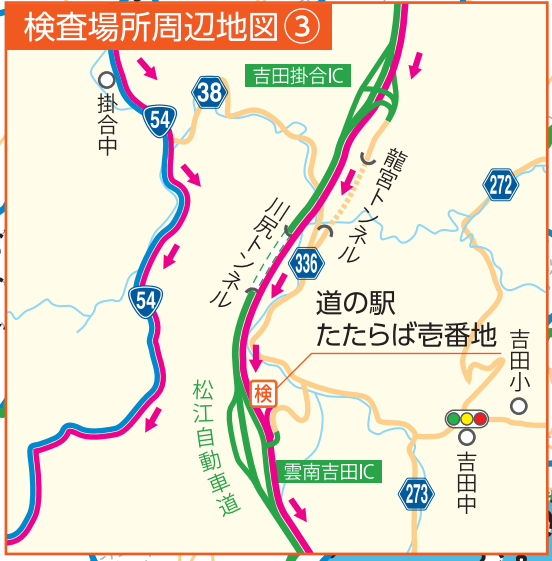 検査場所周辺地図③
吉田掛合IC
38
54
掛合中
龍宮トンネル
272
川尻トンネル
336
54
道の駅
たたらば壱番地
吉田小
検
松江自動車道
吉田中
雲南吉田IC
273